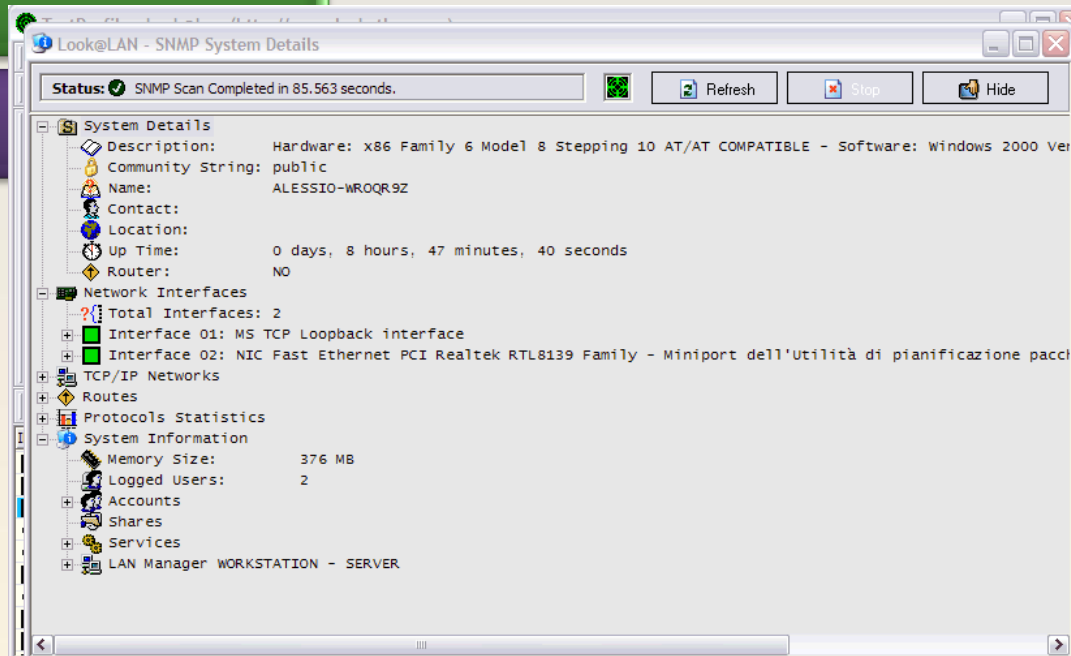 Look@LAN - SNMP System Details
Status: SNMP Scan Completed in 85.563 seconds.
Refresh
Stop
Hide
System Details
Description: Hardware: x86 Family 6 Model 8 Stepping 10 AT/AT COMPATIBLE - Software: Windows 2000 Ver
Community String: public
Name: ALESSIO-WROQR9Z
Contact:
Location:
Up Time: 0 days, 8 hours, 47 minutes, 40 seconds
Router: NO
Network Interfaces
Total Interfaces: 2
Interface 01: MS TCP Loopback interface
Interface 02: NIC Fast Ethernet PCI Realtek RTL8139 Family - Miniport dell'Utilità di pianificazione pacch
TCP/IP Networks
Routes
Protocols Statistics
System Information
Memory Size: 376 MB
Logged Users: 2
Accounts
Shares
Services
LAN Manager WORKSTATION - SERVER